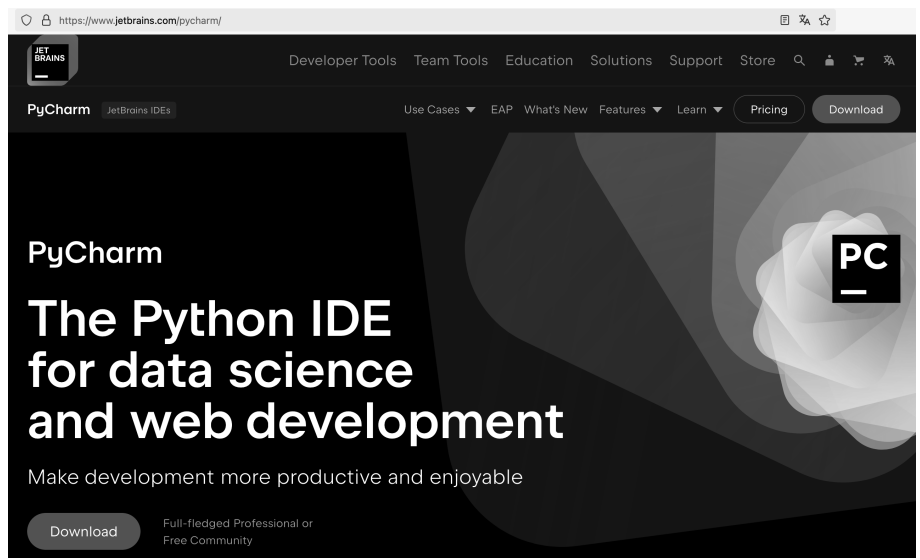 https://www.jetbrains.com/pycharm/
JET
BRAINS
Developer Tools Team Tools Education Solutions Support Store
PyCharm JetBrains IDEs Use Cases EAP What's New Features Learn Pricing Download
PyCharm
PC
The Python IDE
for data science
and web development
Make development more productive and enjoyable
Download
Full-fledged Professional or
Free Community